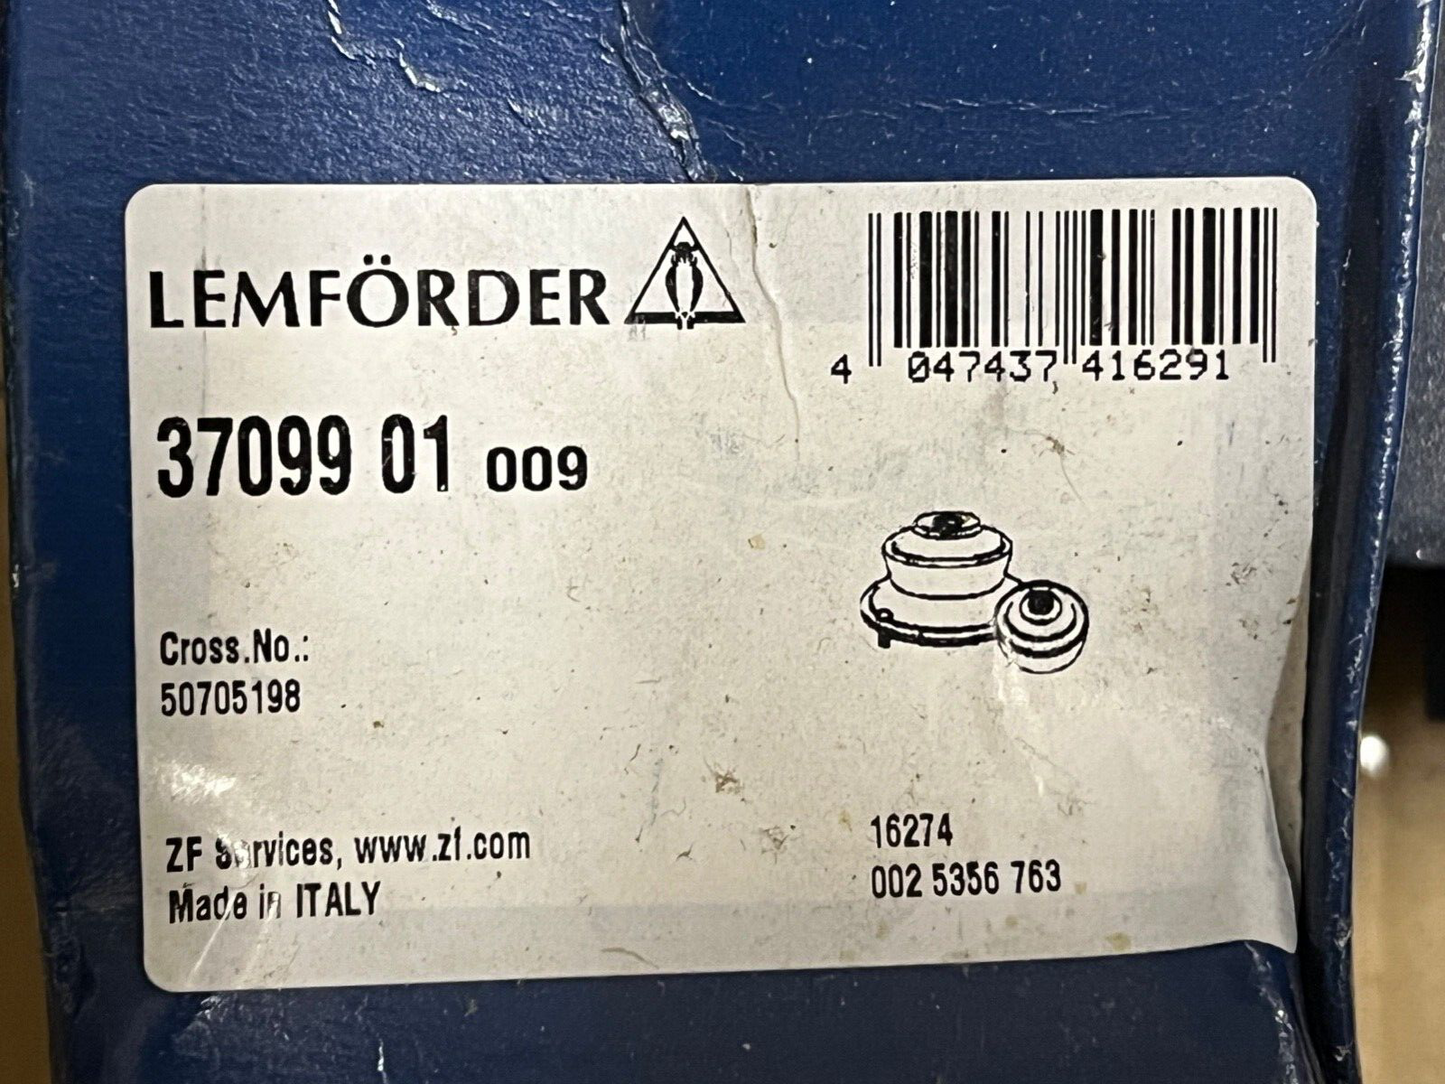 LEMFÖRDER
4 047437 416291
37099 01 009
Cross.No.:
50705198
ZF Services, www.zf.com
Made in ITALY
16274
002 5356 763